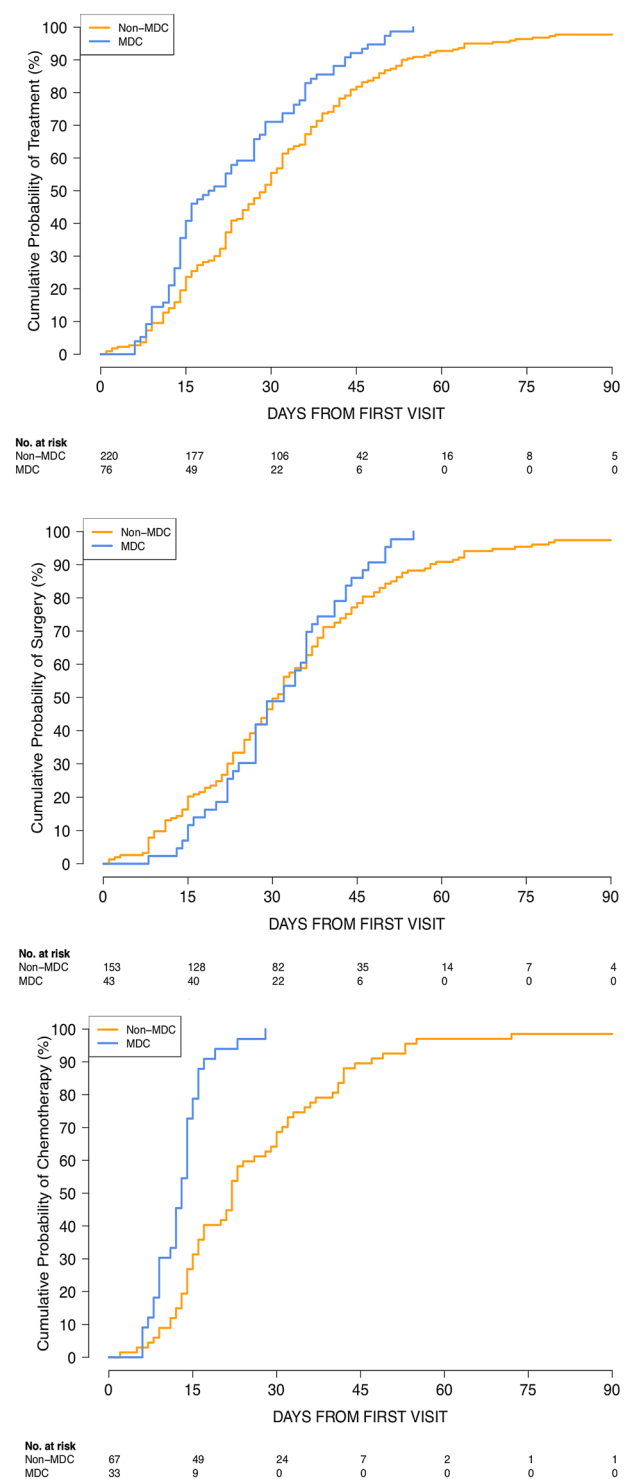 Non−MDC
MDC
Cumulative Probability of Treatment (%)
100
90
80
70
60
50
40
30
20
10
0
0 15 30 45 60 75 90
DAYS FROM FIRST VISIT
No. at risk
Non−MDC 220 177 106 42 16 8 5
MDC 76 49 22 6 0 0 0
Non−MDC
MDC
Cumulative Probability of Surgery (%)
100
90
80
70
60
50
40
30
20
10
0
0 15 30 45 60 75 90
DAYS FROM FIRST VISIT
No. at risk
Non−MDC 153 128 82 35 14 7 4
MDC 43 40 22 6 0 0 0
Non−MDC
MDC
Cumulative Probability of Chemotherapy (%)
100
90
80
70
60
50
40
30
20
10
0
0 15 30 45 60 75 90
DAYS FROM FIRST VISIT
No. at risk
Non−MDC 67 49 24 7 2 1 1
MDC 33 9 0 0 0 0 0